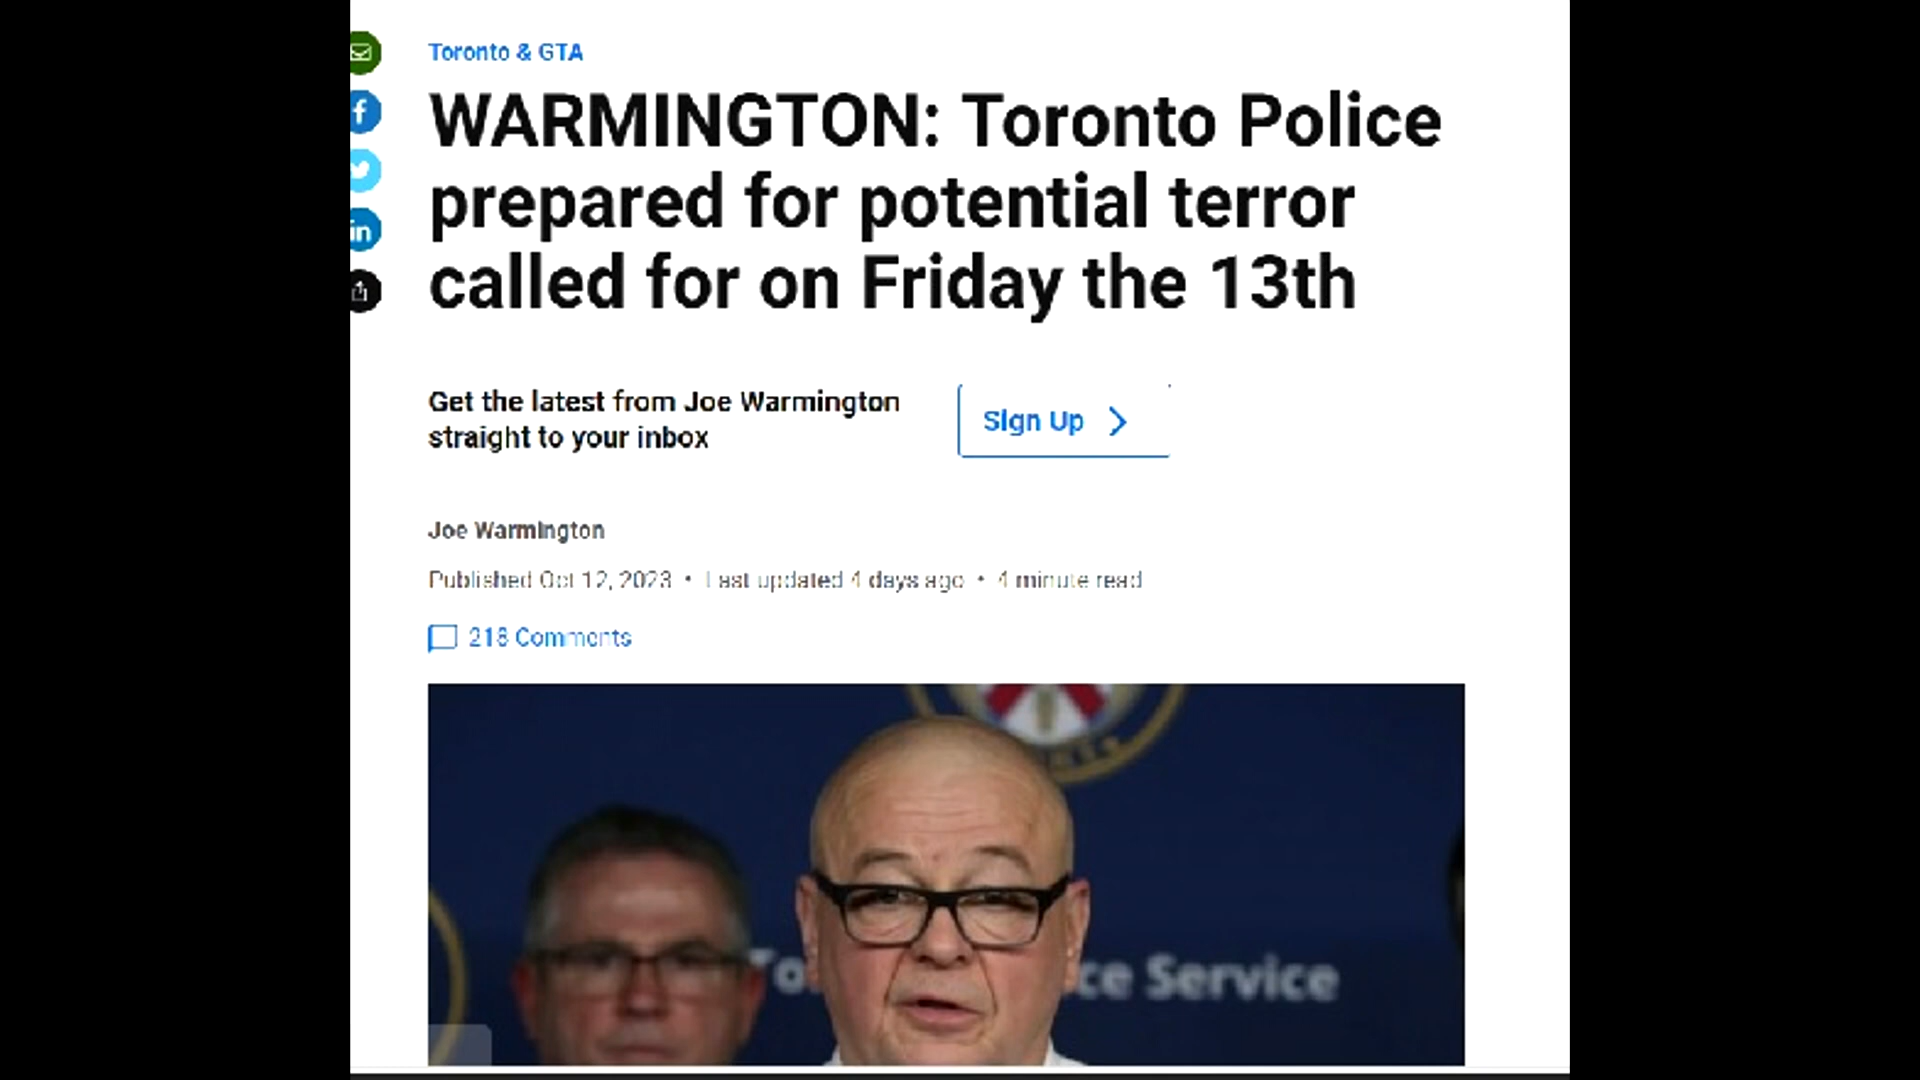 Toronto & GTA
WARMINGTON: Toronto Police
prepared for potential terror
called for on Friday the 13th
Get the latest from Joe Warmington
straight to your inbox
Sign Up
Joe Warmington
Published Oct 12, 2023 • Last updated 4 days ago • 4 minute read
218 Comments
ce Service